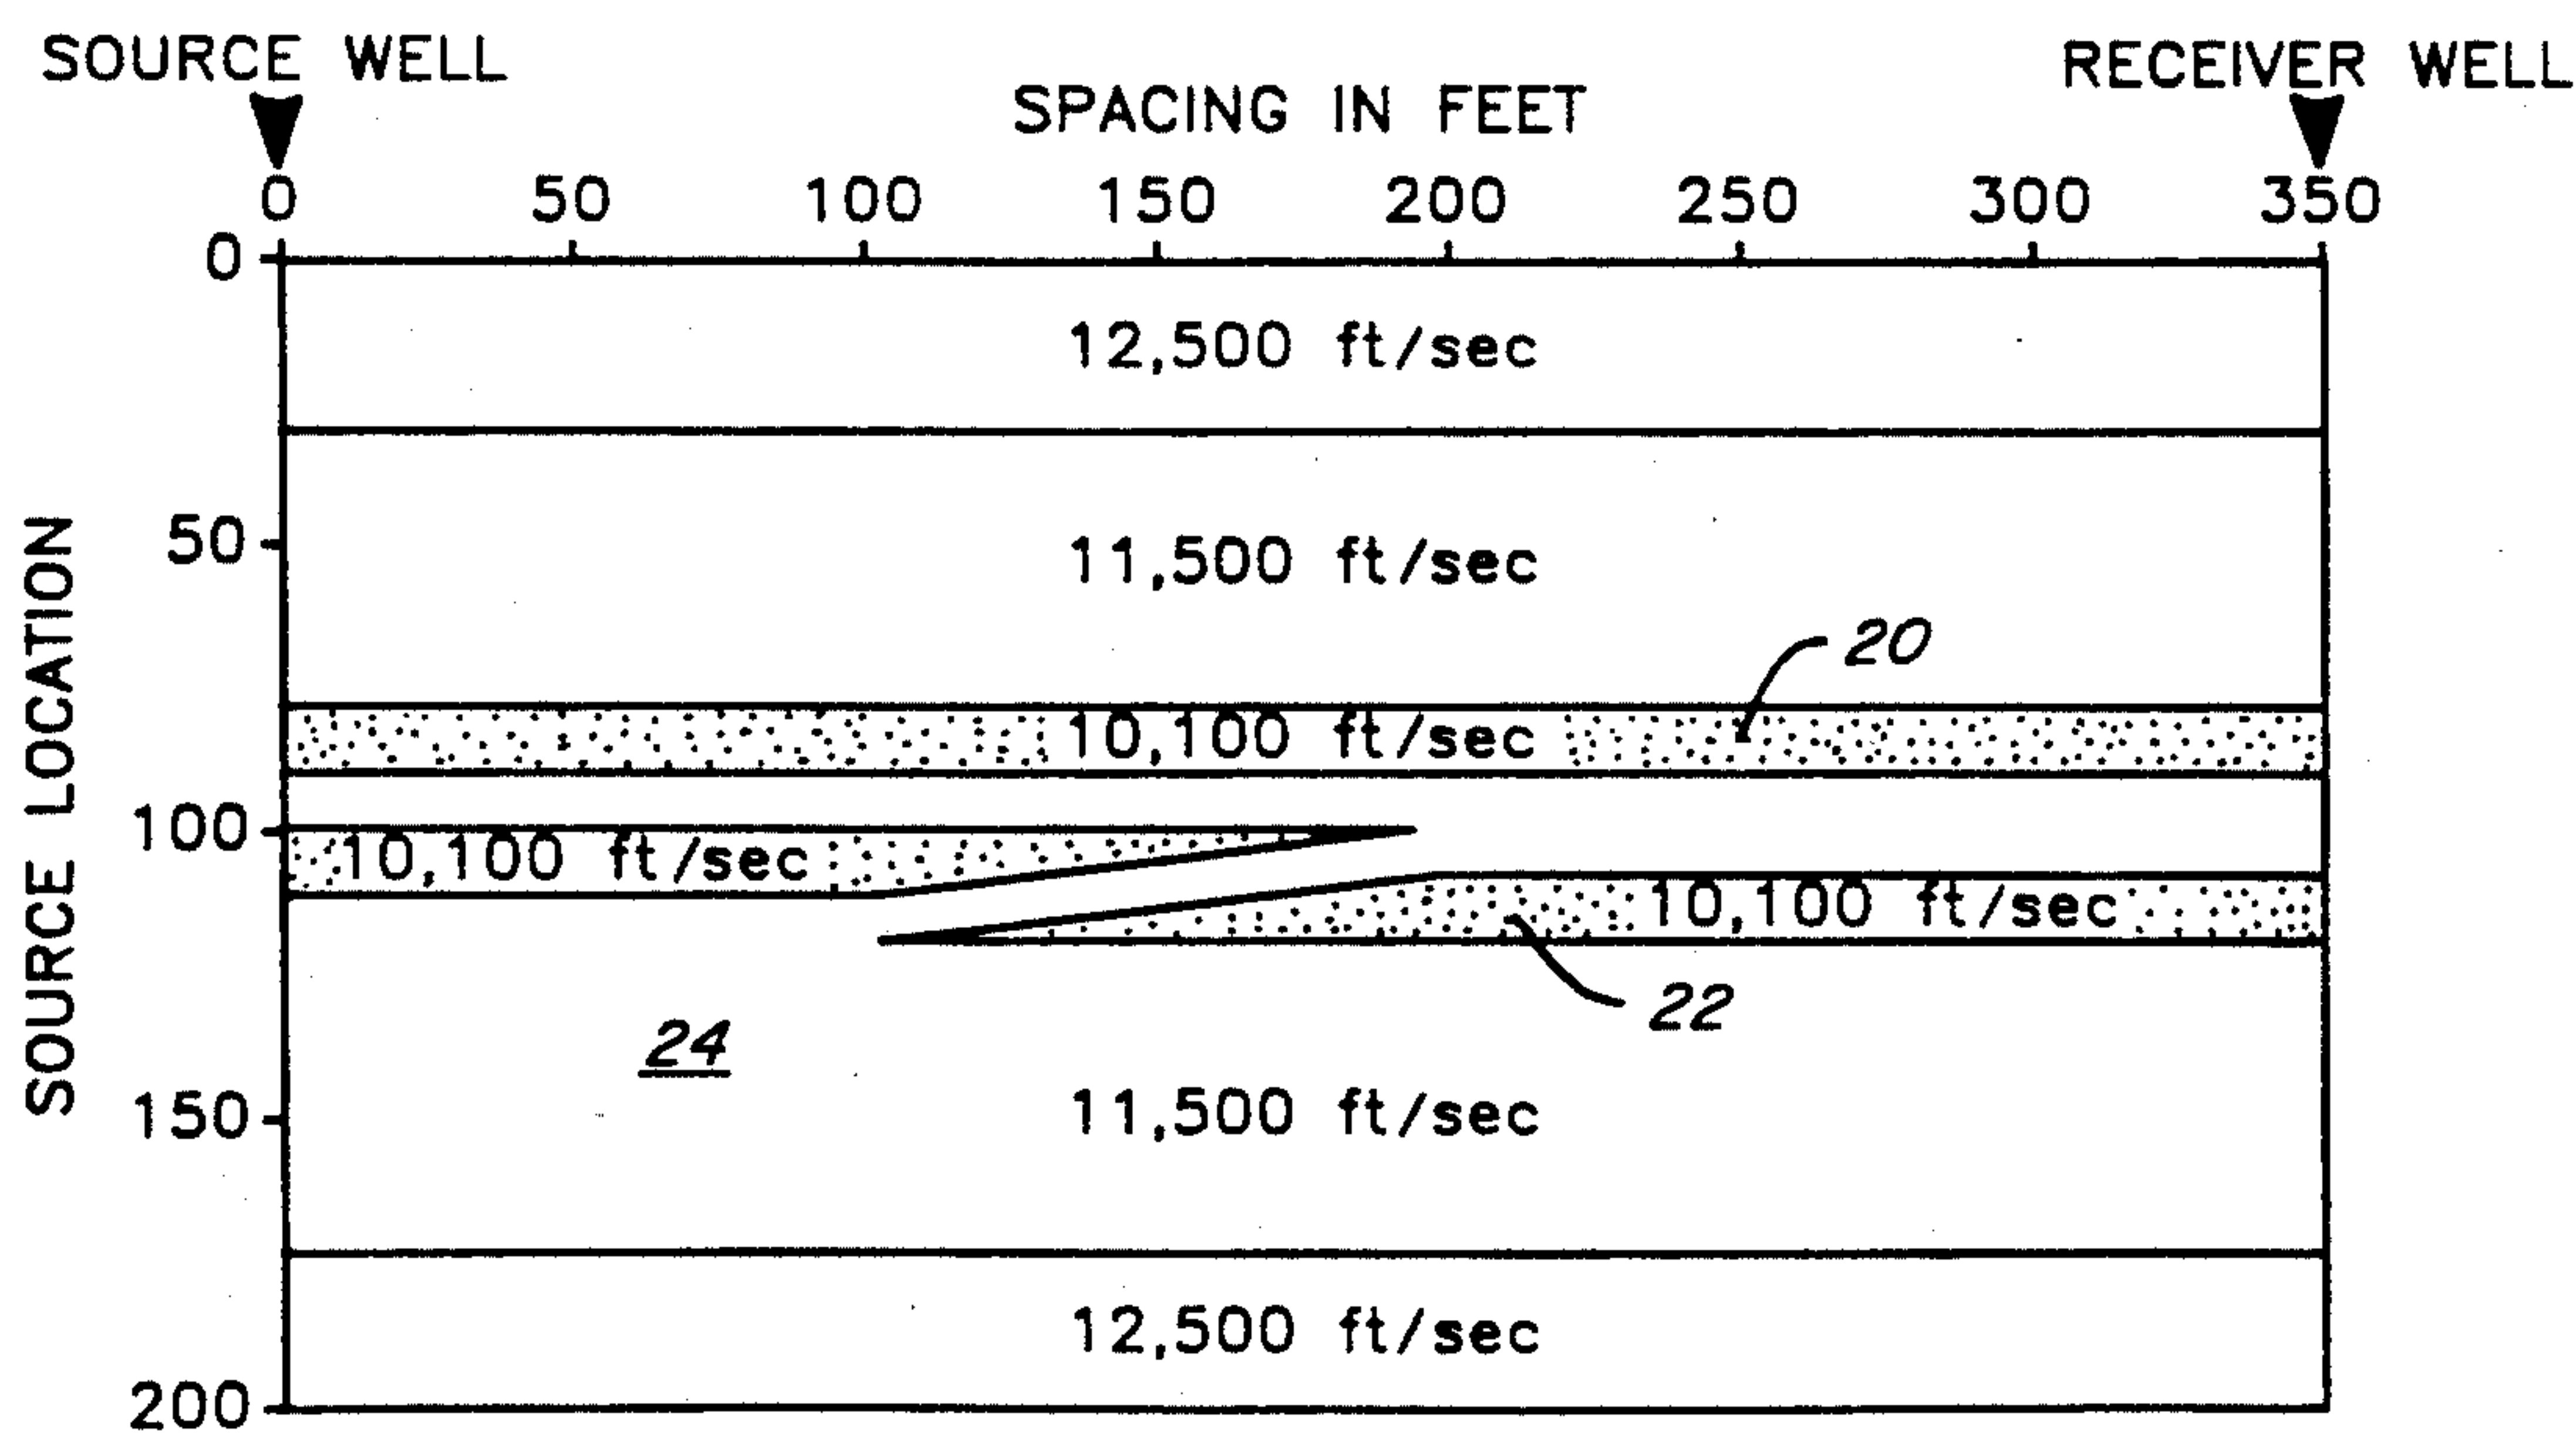 SOURCE WELL
RECEIVER WELL
SPACING IN FEET
0 50 100 150 200 250 300 350
0
12,500 ft/sec
50
11,500 ft/sec
20
10,100 ft/sec
SOURCE LOCATION
100
10,100 ft/sec
10,100 ft/sec
22
24
150
11,500 ft/sec
12,500 ft/sec
200